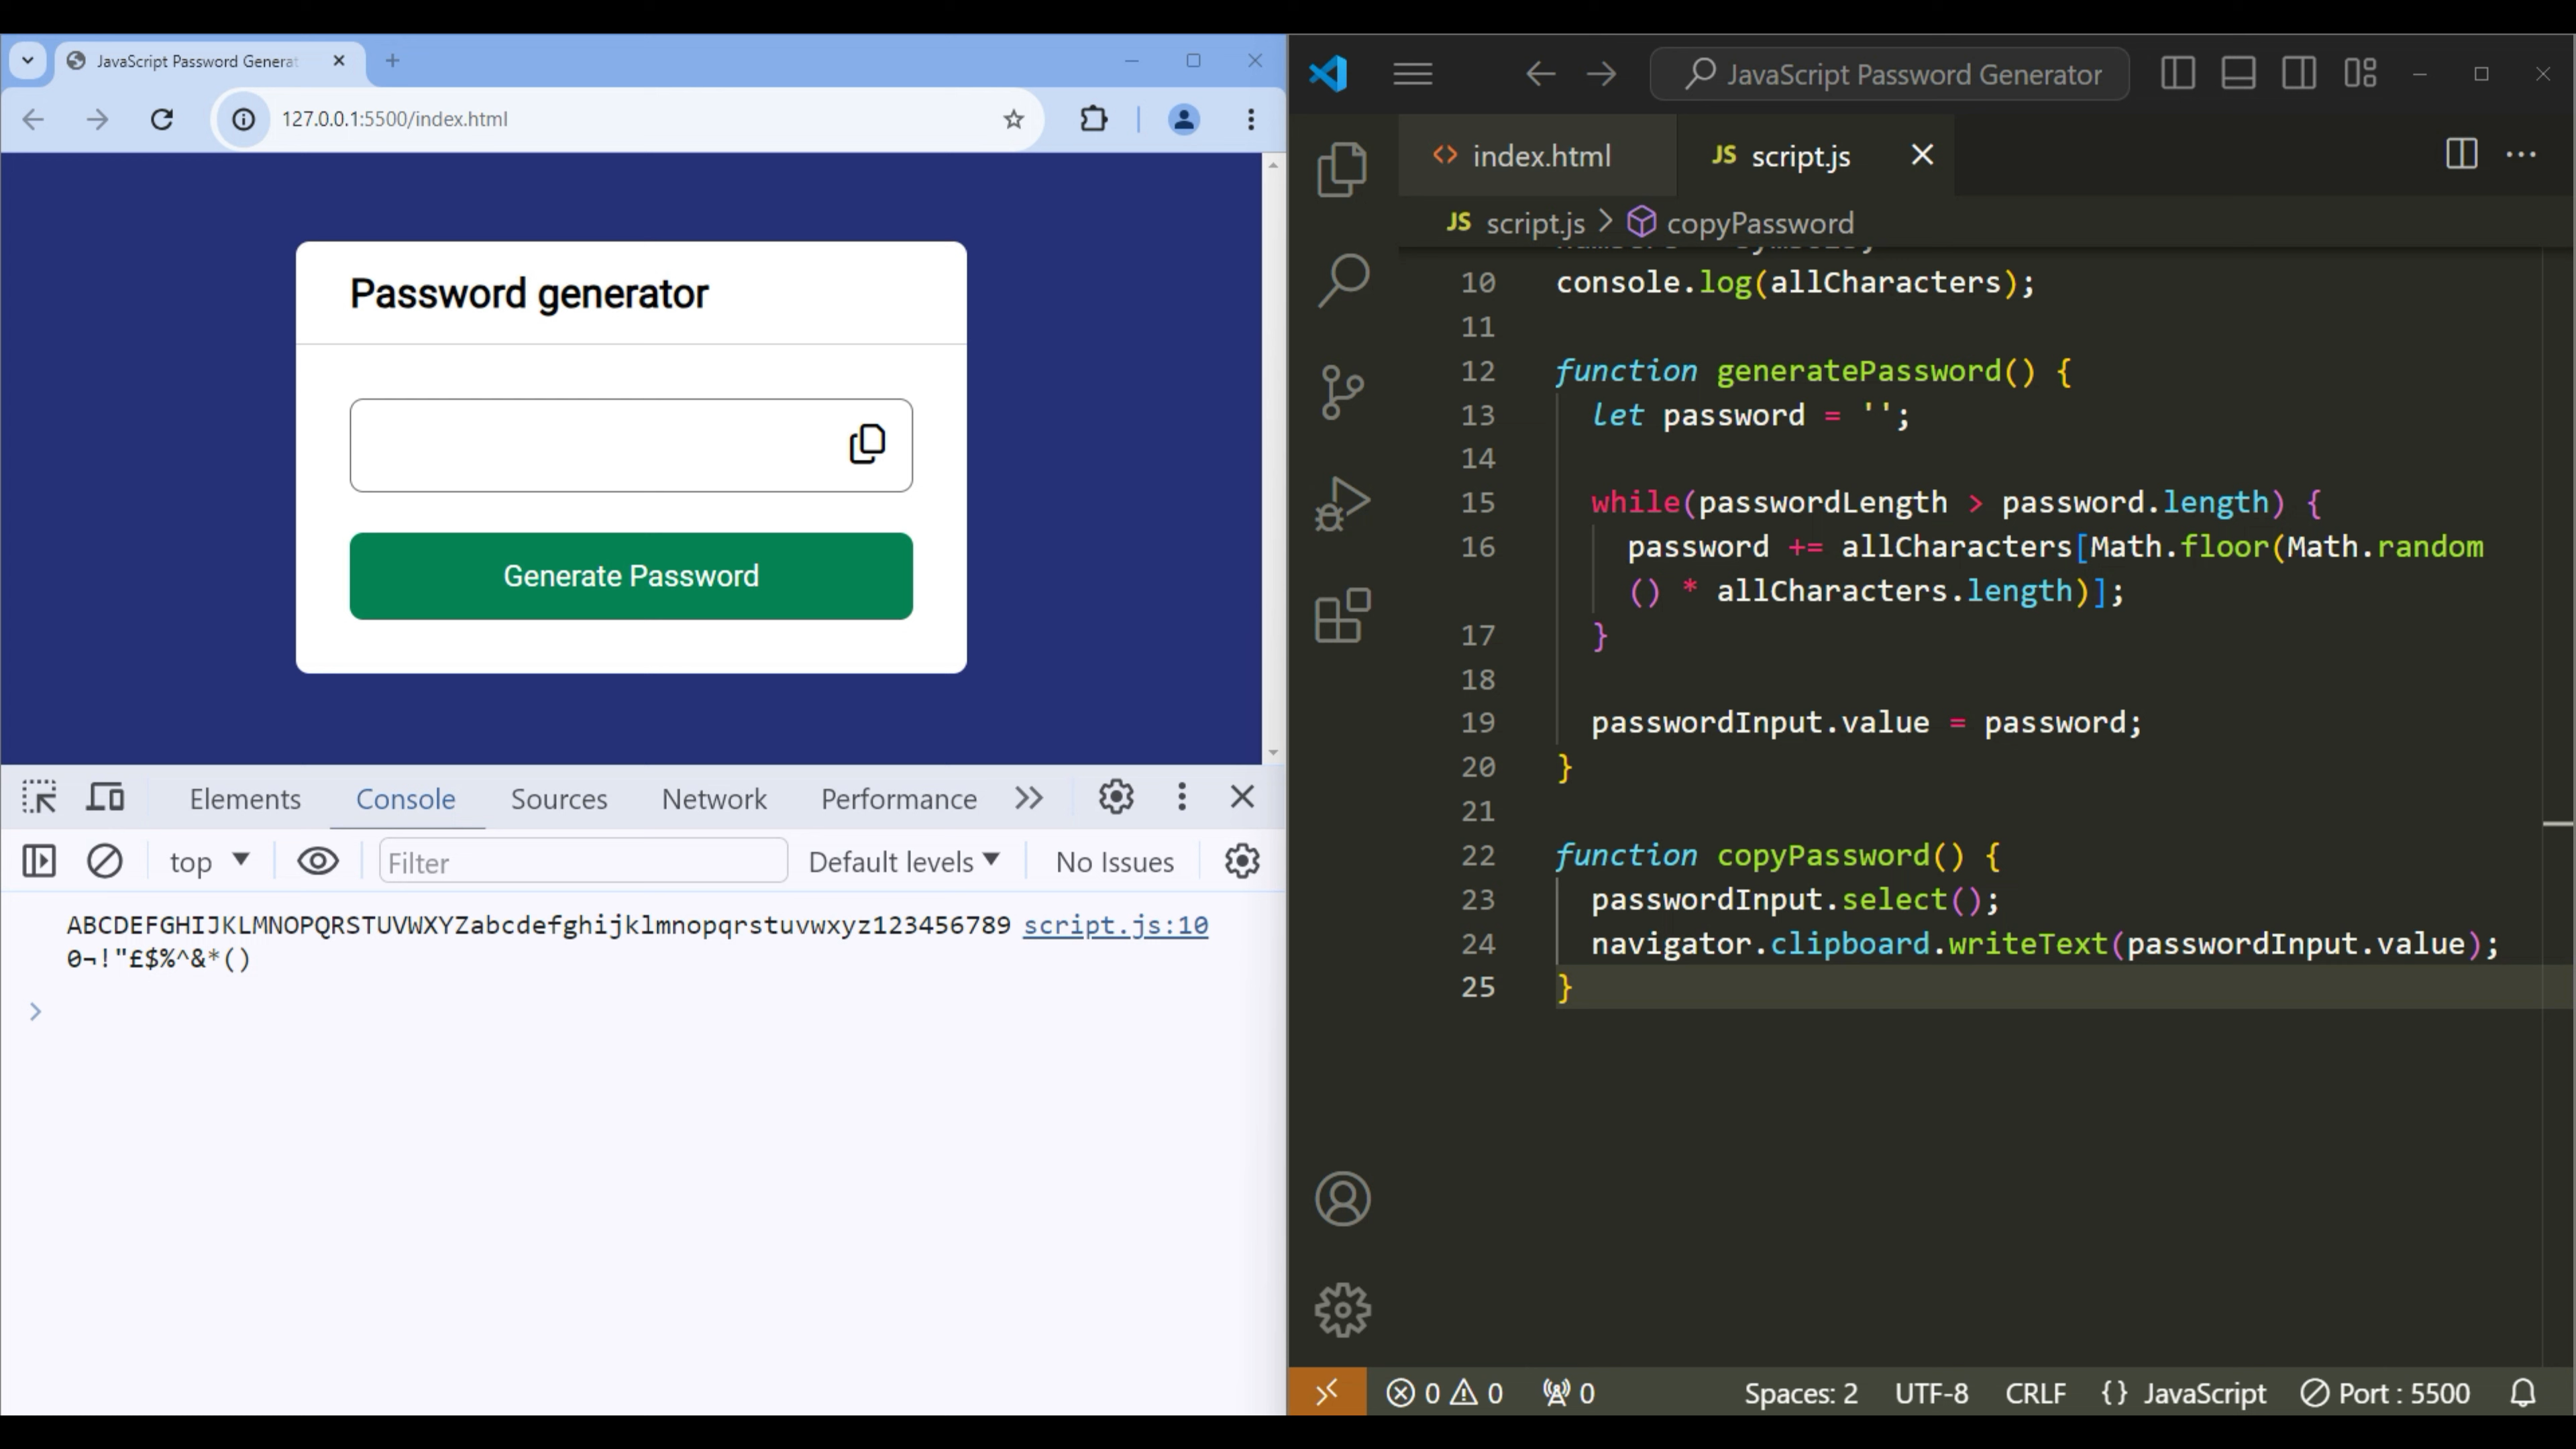 JavaScript Password Generat
127.0.0.1:5500/index.html
Password generator
Generate Password
Elements Console Sources Network Performance
top Filter Default levels No Issues
ABCDEFGHIJKLMNOPQRSTUVWXYZabcdefghijklmnopqrstuvwxyz123456789 script.js:10
0¬!"£$%^&*()
>
JavaScript Password Generator
<> index.html JS script.js
JS script.js > copyPassword
10 console.log(allCharacters);
11
12 function generatePassword() {
13 let password = '';
14
15 while(passwordLength > password.length) {
16 password += allCharacters[Math.floor(Math.random
() * allCharacters.length)];
17 }
18
19 passwordInput.value = password;
20 }
21
22 function copyPassword() {
23 passwordInput.select();
24 navigator.clipboard.writeText(passwordInput.value);
25 }
0 0 0 Spaces: 2 UTF-8 CRLF {} JavaScript Port : 5500